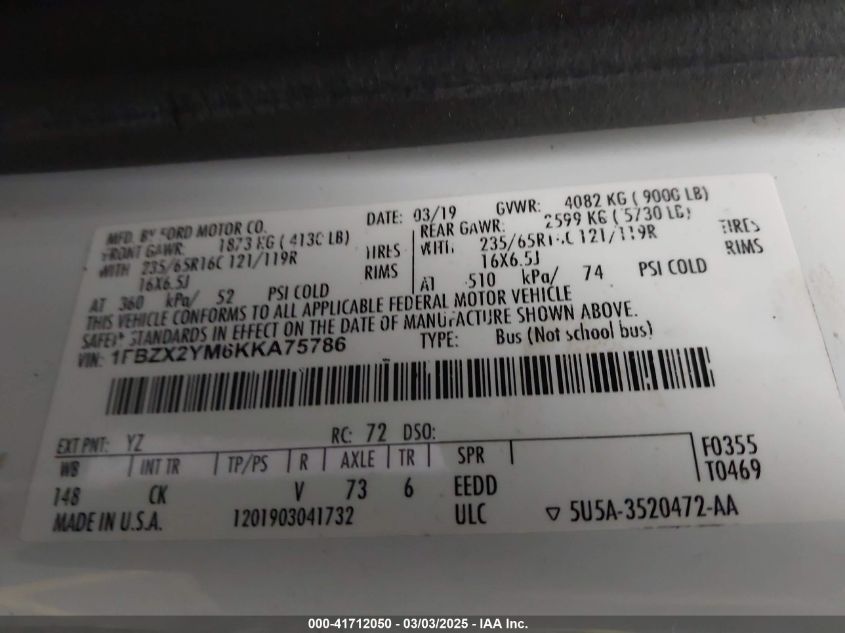 MFD. BY FORD MOTOR CO. DATE: 03/19 GVWR: 4082 KG ( 9000 LB)
FRONT GAWR: 1873 KG ( 4130 LB) REAR GAWR: 2599 KG ( 5730 LB)
WITH 235/65R16C 121/119R TIRES WITH 235/65R16C 121/119R TIRES
16X6.5J RIMS 16X6.5J RIMS
AT 360 kPa/ 52 PSI COLD AT 510 kPa/ 74 PSI COLD
THIS VEHICLE CONFORMS TO ALL APPLICABLE FEDERAL MOTOR VEHICLE
SAFETY STANDARDS IN EFFECT ON THE DATE OF MANUFACTURE SHOWN ABOVE.
VIN: 1FBZX2YM6KKA75786 TYPE: Bus (Not school bus)
EXT PNT: YZ RC: 72 DSO: F0355
WB INT TR TP/PS R AXLE TR SPR T0469
148 CK V 73 6 EEDD
MADE IN U.S.A. 1201903041732 ULC ▽ 5U5A-3520472-AA
000-41712050 - 03/03/2025 - IAA Inc.